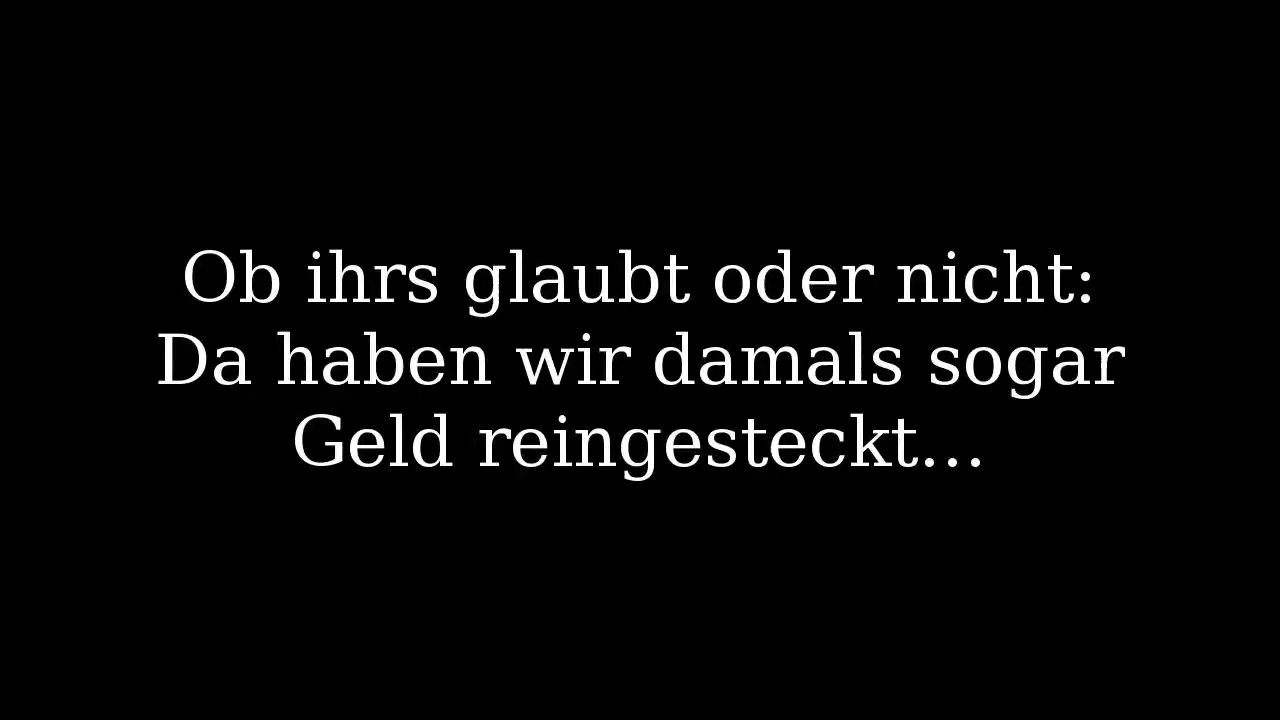 Ob ihrs glaubt oder nicht:
Da haben wir damals sogar
Geld reingesteckt...